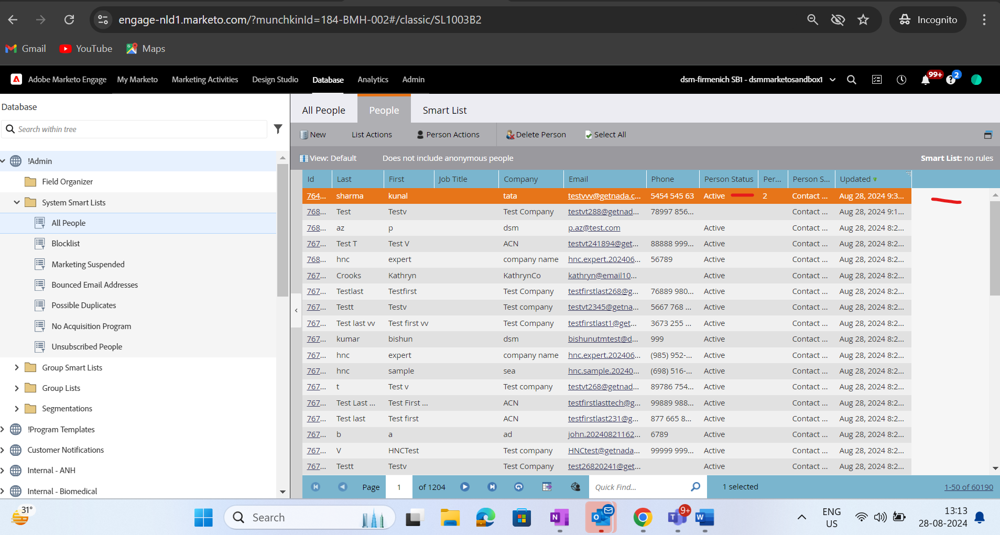 engage-nld1.marketo.com/?munchkinId=184-BMH-002#/classic/SL1003B2
Incognito
Gmail YouTube Maps
Adobe Marketo Engage My Marketo Marketing Activities Design Studio Database Analytics Admin dsm-firmenich SB1 - dsmmarketosandbox1 99+ 2
Database
Search within tree
!Admin
Field Organizer
System Smart Lists
All People
Blocklist
Marketing Suspended
Bounced Email Addresses
Possible Duplicates
No Acquisition Program
Unsubscribed People
Group Smart Lists
Group Lists
Segmentations
!Program Templates
Customer Notifications
Internal - ANH
Internal - Biomedical
All People People Smart List
New List Actions Person Actions Delete Person Select All
View: Default Does not include anonymous people Smart List: no rules
Id Last First Job Title Company Email Phone Person Status Per... Person S... Updated
764... sharma kunal tata testvvv@getnada.c... 5454 545 63 Active 2 Contact ... Aug 28, 2024 9:3...
768... Test Testv Test Company testvt288@getnad... 78997 856... Contact ... Aug 28, 2024 9:1...
768... az p dsm p.az@test.com Active Contact ... Aug 28, 2024 8:2...
767... Test T Test V ACN testvt241894@get... 88888 999... Active Contact ... Aug 28, 2024 8:2...
768... hnc expert company name hnc.expert.202406... 56789 Active Contact ... Aug 28, 2024 8:2...
767... Crooks Kathryn KathrynCo kathryn@email10... Active Contact ... Aug 28, 2024 8:2...
767... Testlast Testfirst Test Company testfirstlast268@g... 76889 980... Active Contact ... Aug 28, 2024 8:2...
767... Testt Testv Test company testvt2345@getna... 5667 768 ... Active Contact ... Aug 28, 2024 8:2...
767... Test last vv Test first vv Test Company testfirstlast1@get... 3673 255 ... Active Contact ... Aug 28, 2024 8:2...
767... kumar bishun dsm bishunutmtest@d... 999 Active Contact ... Aug 28, 2024 8:2...
767... hnc expert company name hnc.expert.202406... (985) 952-... Active Contact ... Aug 28, 2024 8:2...
767... hnc sample sea hnc.sample.20240... (698) 516-... Active Contact ... Aug 28, 2024 8:2...
767... t Test v Test company testvt268@getnad... 89786 754... Active Contact ... Aug 28, 2024 8:2...
767... Test Last ... Test First ... ACN testfirstlasttech@g... 99889 988... Active Contact ... Aug 28, 2024 8:2...
767... Test last Test first ACN testfirstlast231@g... 877 665 8... Active Contact ... Aug 28, 2024 8:2...
767... b a ad john.20240821162... 6789 Active Contact ... Aug 28, 2024 8:2...
767... V HNCTest Test company HNCtest@getnada... 99999 999... Active Contact ... Aug 28, 2024 8:2...
767... Testt Testv Test Company test26820241@get... Active Contact ... Aug 28, 2024 8:2...
Page 1 of 1204 Quick Find... 1 selected 1-50 of 60190
31° Search 9+ ENG 13:13
US 28-08-2024